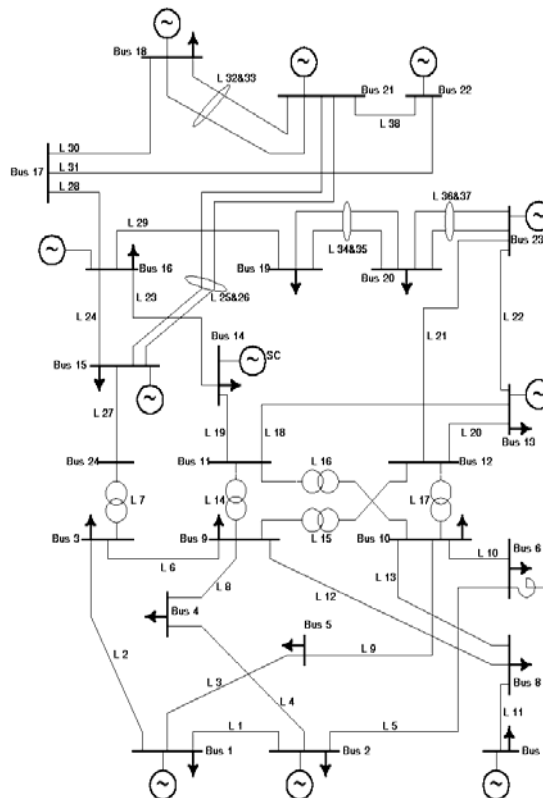 Bus 18
L 32&33
Bus 21
Bus 22
L 38
L 30
L 31
Bus 17
L 28
L 36&37
L 29
Bus 23
L 34&35
Bus 16
Bus 19
Bus 20
L 23
L 25&26
L 24
L 21
L 22
Bus 14
SC
Bus 15
L 27
L 19
L 18
L 20
Bus 13
Bus 24
Bus 11
L 16
Bus 12
L 7
L 14
L 17
L 15
Bus 3
Bus 9
Bus 10
L 10
Bus 6
L 6
L 8
L 13
L 12
Bus 4
Bus 5
L 2
L 3
L 9
Bus 8
L 4
L 1
L 5
L 11
Bus 1
Bus 2
Bus